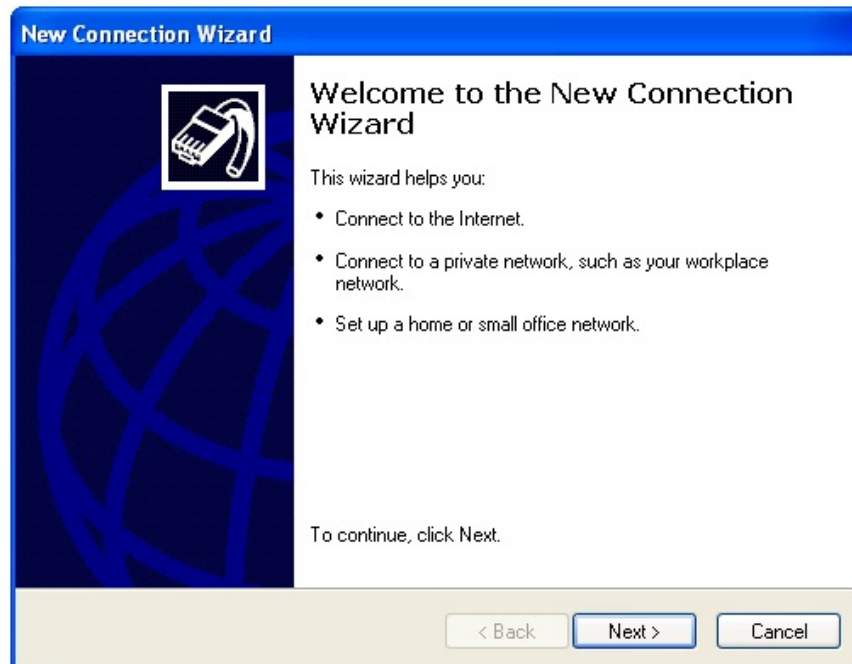 New Connection Wizard
Welcome to the New Connection
Wizard
This wizard helps you:
• Connect to the Internet.
• Connect to a private network, such as your workplace
network.
• Set up a home or small office network.
To continue, click Next.
< Back
Next >
Cancel